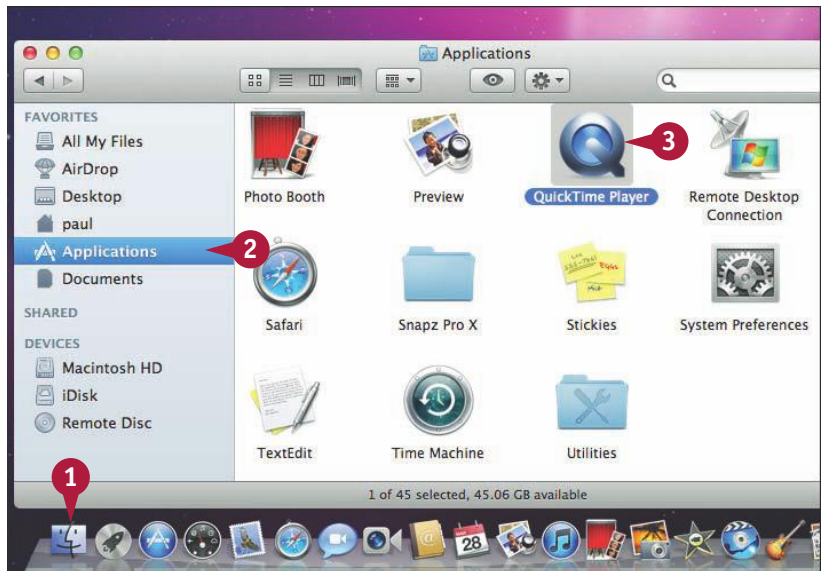 Applications
FAVORITES
All My Files
AirDrop
Desktop
paul
Applications
Documents
SHARED
DEVICES
Macintosh HD
iDisk
Remote Disc
Photo Booth
Preview
QuickTime Player
Remote Desktop
Connection
Safari
Snapz Pro X
Stickies
System Preferences
TextEdit
Time Machine
Utilities
1 of 45 selected, 45.06 GB available
1
2
3
28